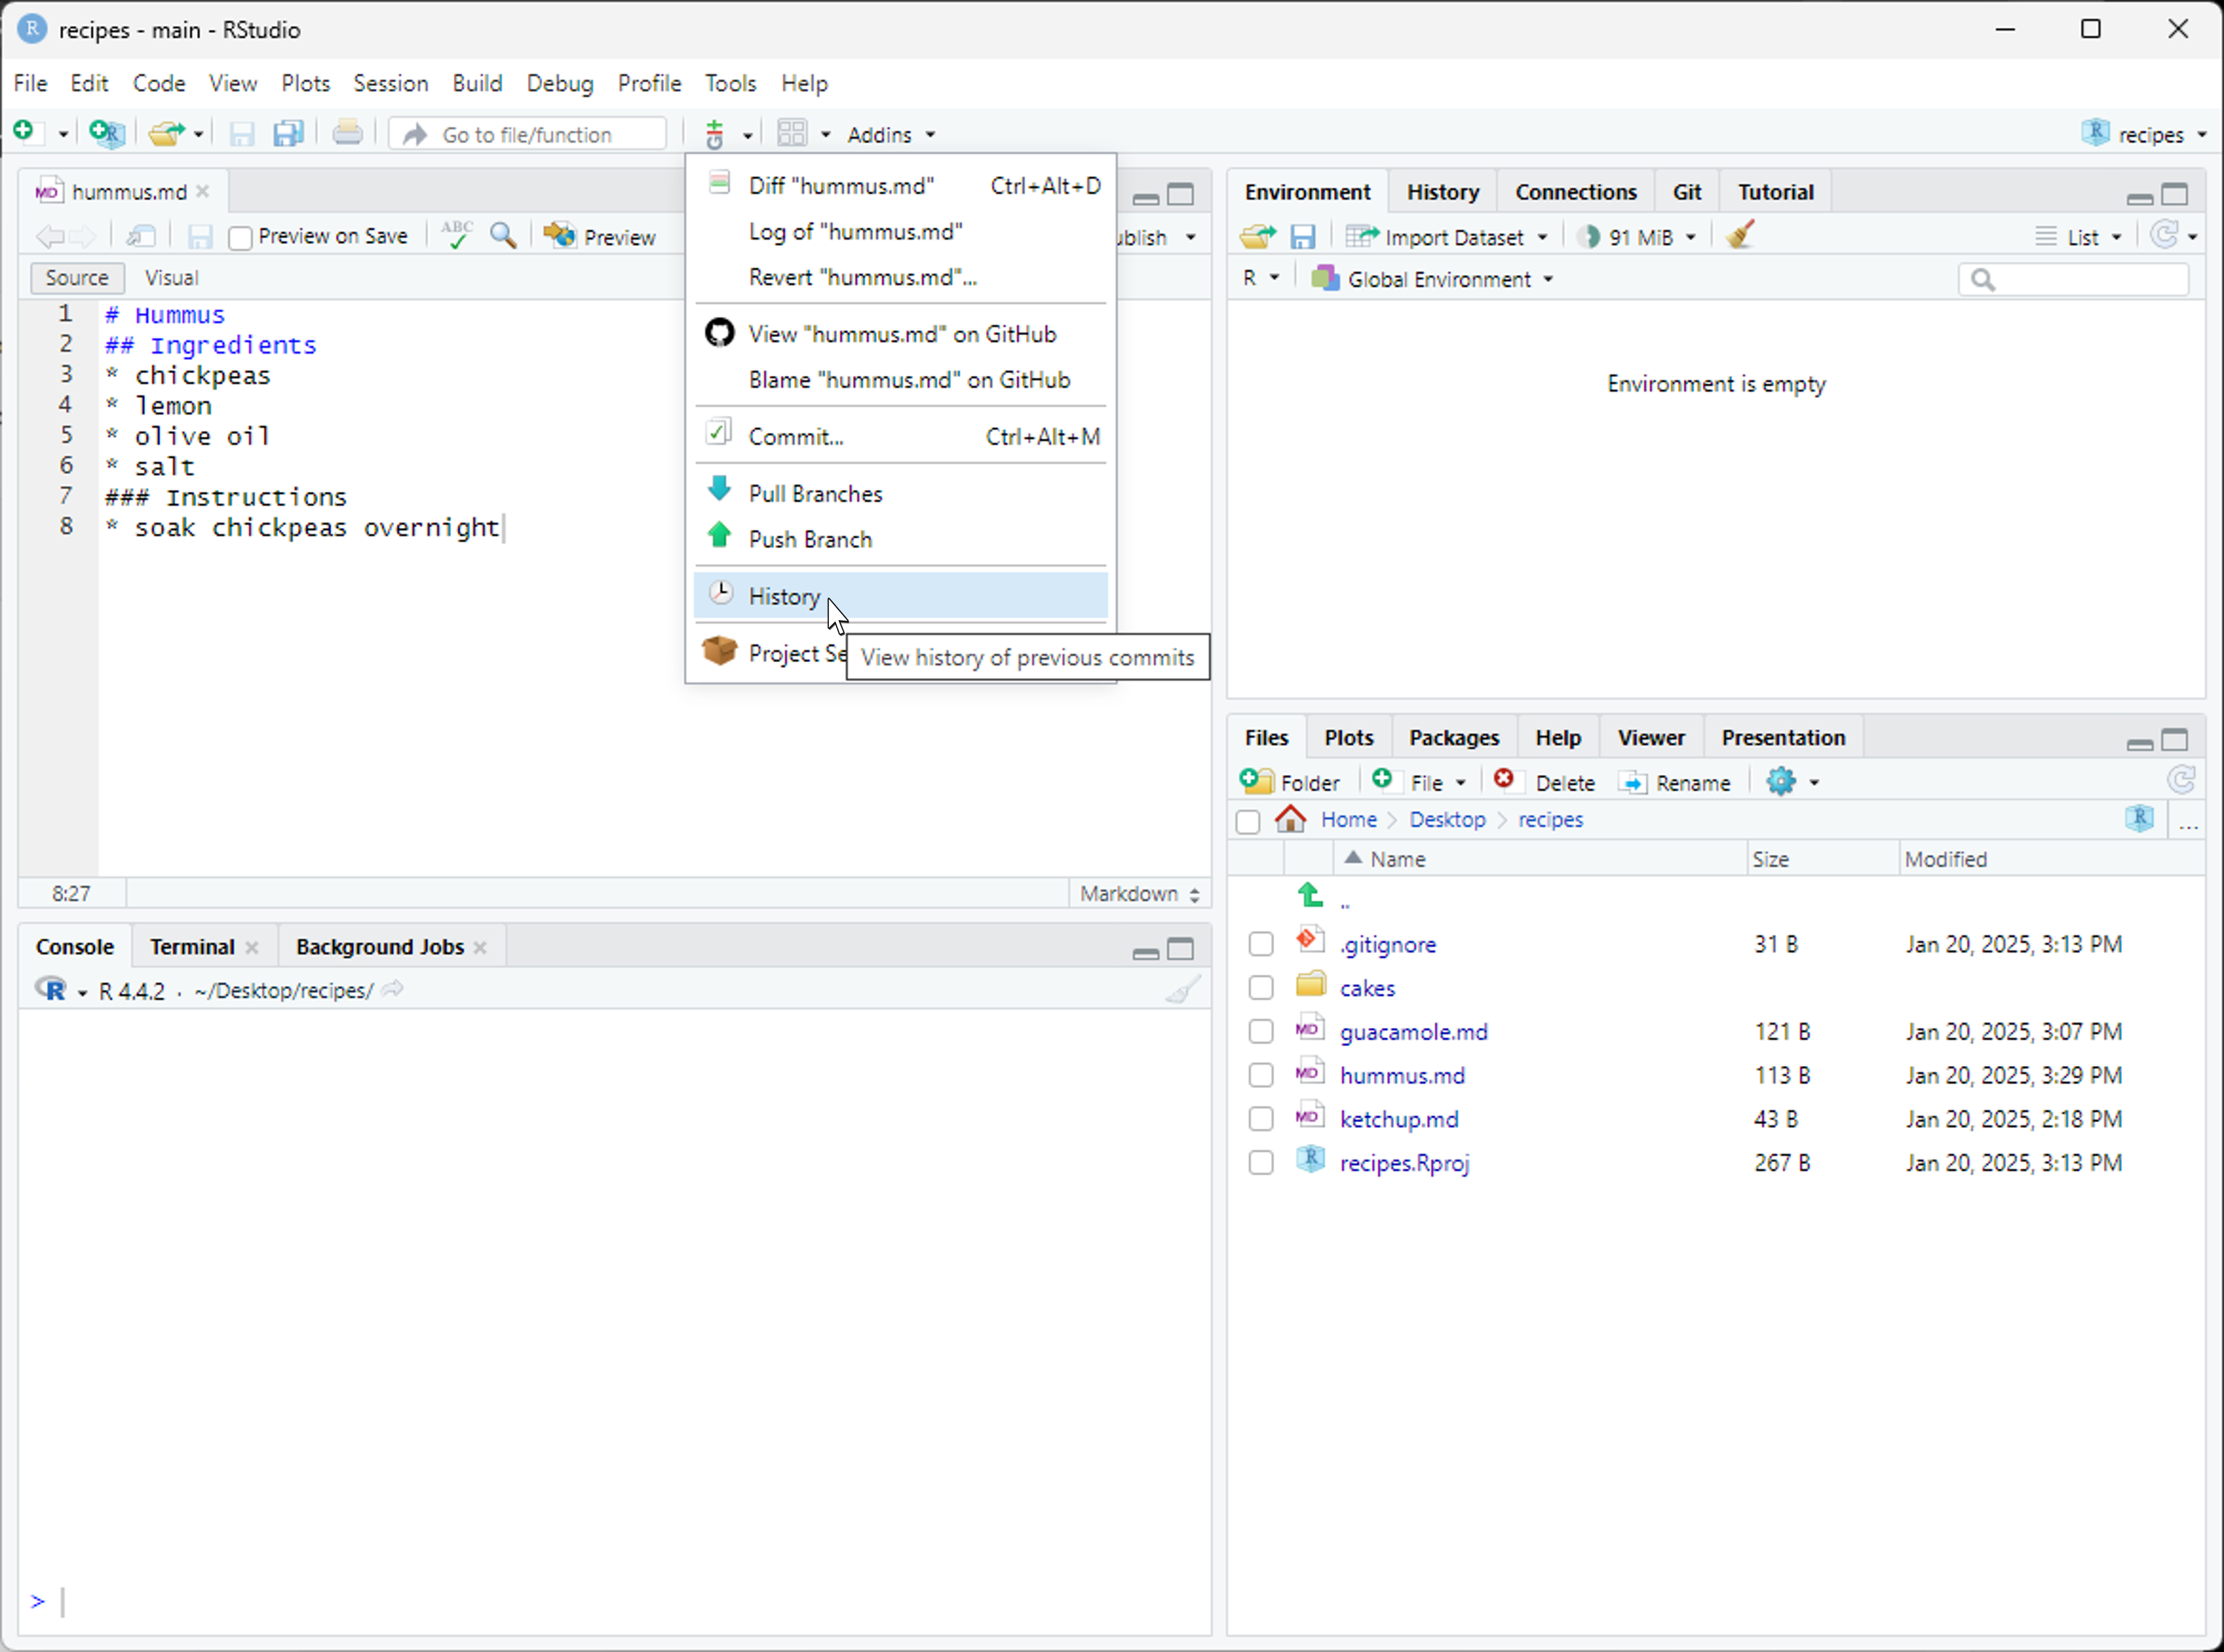 recipes - main - RStudio
File Edit Code View Plots Session Build Debug Profile Tools Help
Go to file/function Addins recipes
hummus.md
Preview on Save ABC Preview
Source Visual
1 # Hummus
2 ## Ingredients
3 * chickpeas
4 * lemon
5 * olive oil
6 * salt
7 ### Instructions
8 * soak chickpeas overnight
8:27 Markdown
Diff "hummus.md" Ctrl+Alt+D
Log of "hummus.md"
Revert "hummus.md"...
View "hummus.md" on GitHub
Blame "hummus.md" on GitHub
Commit... Ctrl+Alt+M
Pull Branches
Push Branch
History
Project
View history of previous commits
Console Terminal Background Jobs
R 4.4.2 · ~/Desktop/recipes/
>
Environment History Connections Git Tutorial
Import Dataset 91 MiB List
R Global Environment
Environment is empty
Files Plots Packages Help Viewer Presentation
Folder File Delete Rename
Home Desktop recipes ...
Name Size Modified
..
.gitignore 31 B Jan 20, 2025, 3:13 PM
cakes
guacamole.md 121 B Jan 20, 2025, 3:07 PM
hummus.md 113 B Jan 20, 2025, 3:29 PM
ketchup.md 43 B Jan 20, 2025, 2:18 PM
recipes.Rproj 267 B Jan 20, 2025, 3:13 PM